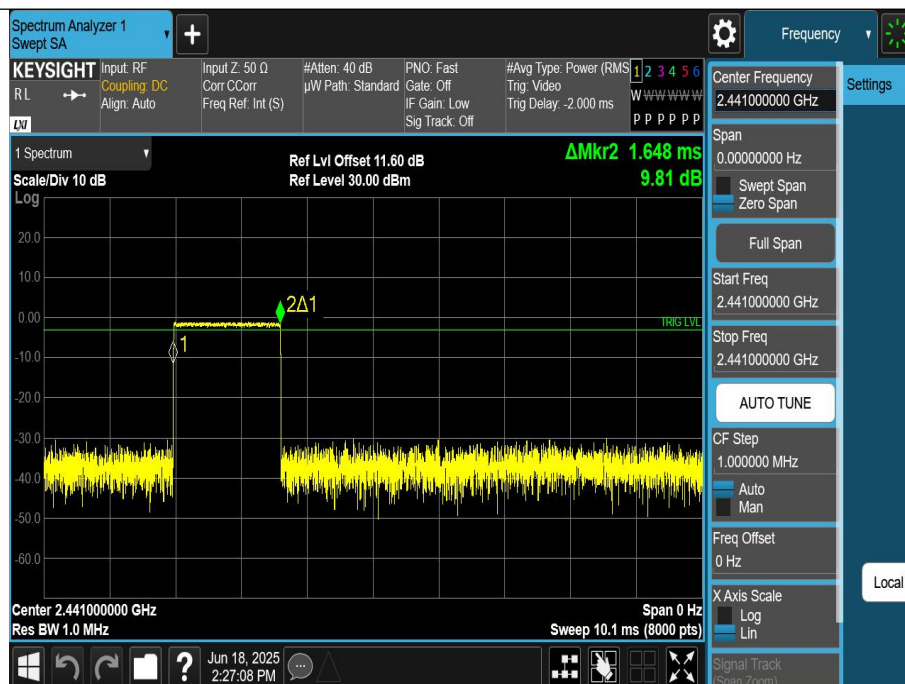 Spectrum Analyzer 1
Swept SA
+
Frequency
KEYSIGHT
R L
LXI
Input: RF
Coupling: DC
Align: Auto
Input Z: 50 Ω
Corr CCorr
Freq Ref: Int (S)
#Atten: 40 dB
µW Path: Standard
PNO: Fast
Gate: Off
IF Gain: Low
Sig Track: Off
#Avg Type: Power (RMS
Trig: Video
Trig Delay: -2.000 ms
1 2 3 4 5 6
W W W W W W
P P P P P P
1 Spectrum
Scale/Div 10 dB
Log
Ref Lvl Offset 11.60 dB
Ref Level 30.00 dBm
ΔMkr2 1.648 ms
9.81 dB
20.0
10.0
0.00
-10.0
-20.0
-30.0
-40.0
-50.0
-60.0
2Δ1
1
TRIG LVL
Center 2.441000000 GHz
Res BW 1.0 MHz
Span 0 Hz
Sweep 10.1 ms (8000 pts)
?
Jun 18, 2025
2:27:08 PM
Center Frequency
2.441000000 GHz
Span
0.00000000 Hz
Swept Span
Zero Span
Full Span
Start Freq
2.441000000 GHz
Stop Freq
2.441000000 GHz
AUTO TUNE
CF Step
1.000000 MHz
Auto
Man
Freq Offset
0 Hz
X Axis Scale
Log
Lin
Signal Track
(Span Zoom)
Settings
Local